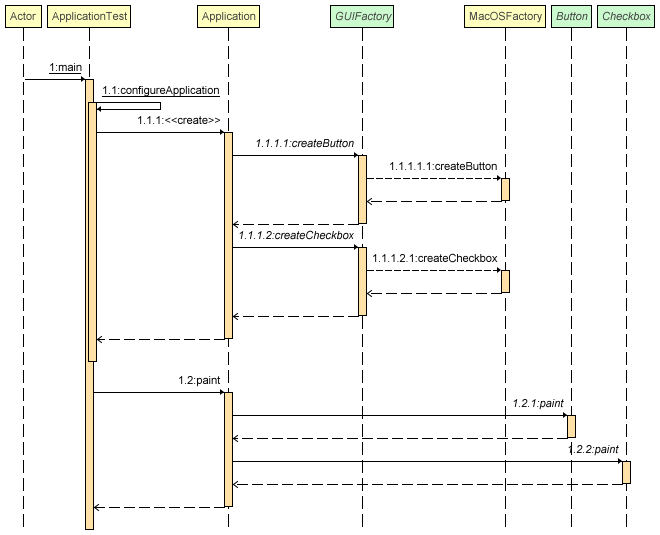 Actor ApplicationTest Application GUIFactory MacOSFactory Button Checkbox
1:main
1.1:configureApplication
1.1.1:<<create>>
1.1.1.1:createButton
1.1.1.1.1:createButton
1.1.1.2:createCheckbox
1.1.1.2.1:createCheckbox
1.2:paint
1.2.1:paint
1.2.2:paint